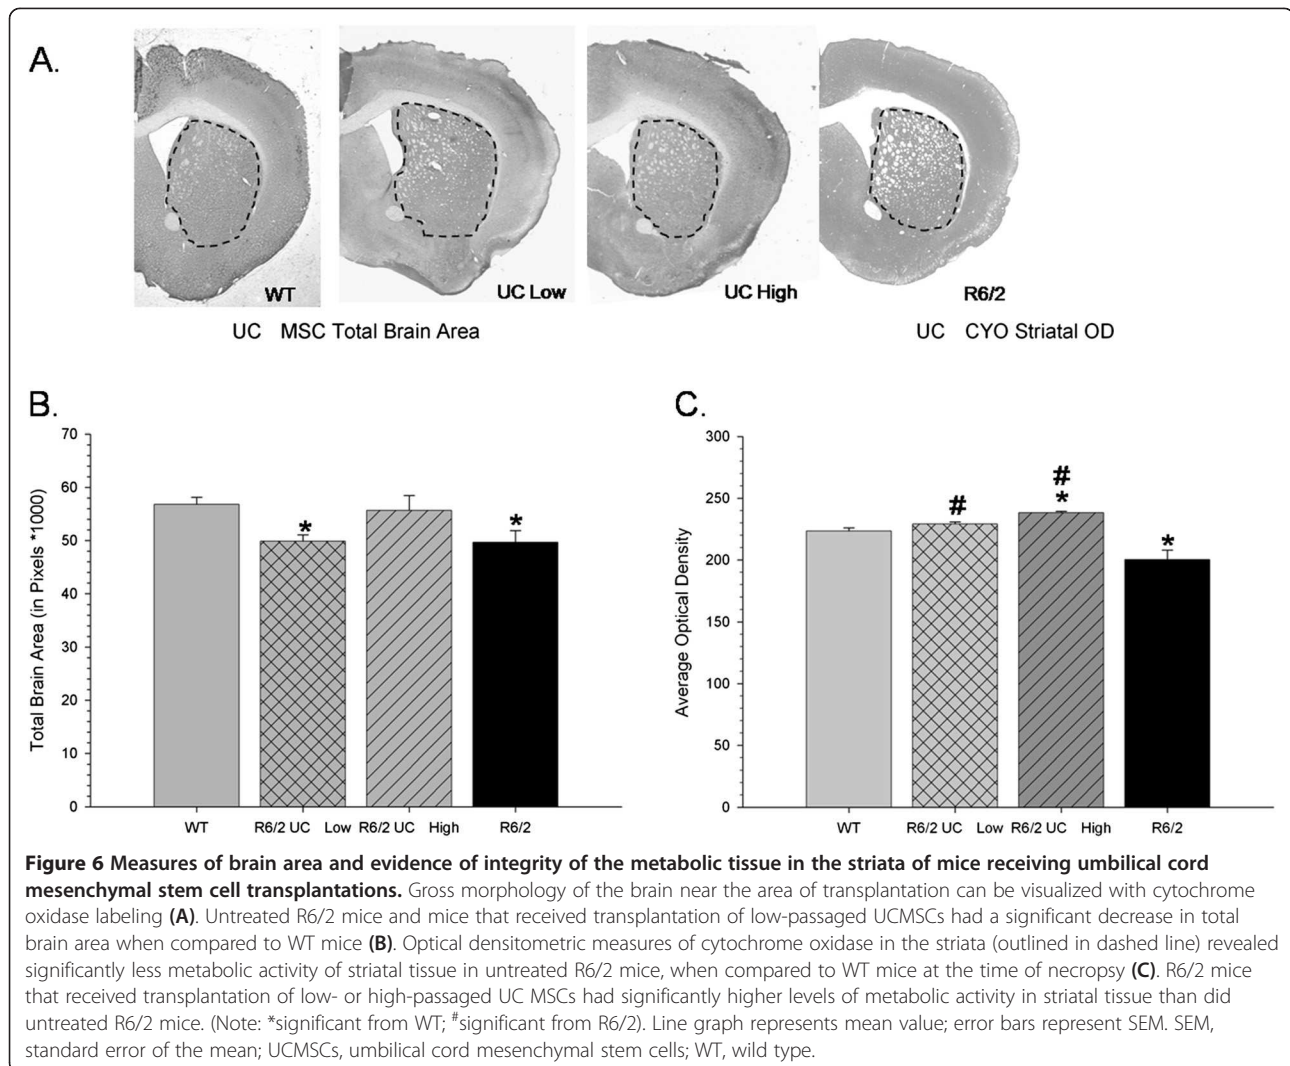 A.
WT
UC Low
UC High
R6/2
UC MSC Total Brain Area
UC CYO Striatal OD
B.
Total Brain Area (in Pixels *1000)
70
60
50
40
30
20
10
0
*
*
WT
R6/2 UC Low
R6/2 UC High
R6/2
C.
Average Optical Density
300
250
200
150
100
50
0
#
#
*
*
WT
R6/2 UC Low
R6/2 UC High
R6/2
Figure 6 Measures of brain area and evidence of integrity of the metabolic tissue in the striata of mice receiving umbilical cord
mesenchymal stem cell transplantations. Gross morphology of the brain near the area of transplantation can be visualized with cytochrome
oxidase labeling (A). Untreated R6/2 mice and mice that received transplantation of low-passaged UCMSCs had a significant decrease in total
brain area when compared to WT mice (B). Optical densitometric measures of cytochrome oxidase in the striata (outlined in dashed line) revealed
significantly less metabolic activity of striatal tissue in untreated R6/2 mice, when compared to WT mice at the time of necropsy (C). R6/2 mice
that received transplantation of low- or high-passaged UC MSCs had significantly higher levels of metabolic activity in striatal tissue than did
untreated R6/2 mice. (Note: *significant from WT; #significant from R6/2). Line graph represents mean value; error bars represent SEM. SEM,
standard error of the mean; UCMSCs, umbilical cord mesenchymal stem cells; WT, wild type.